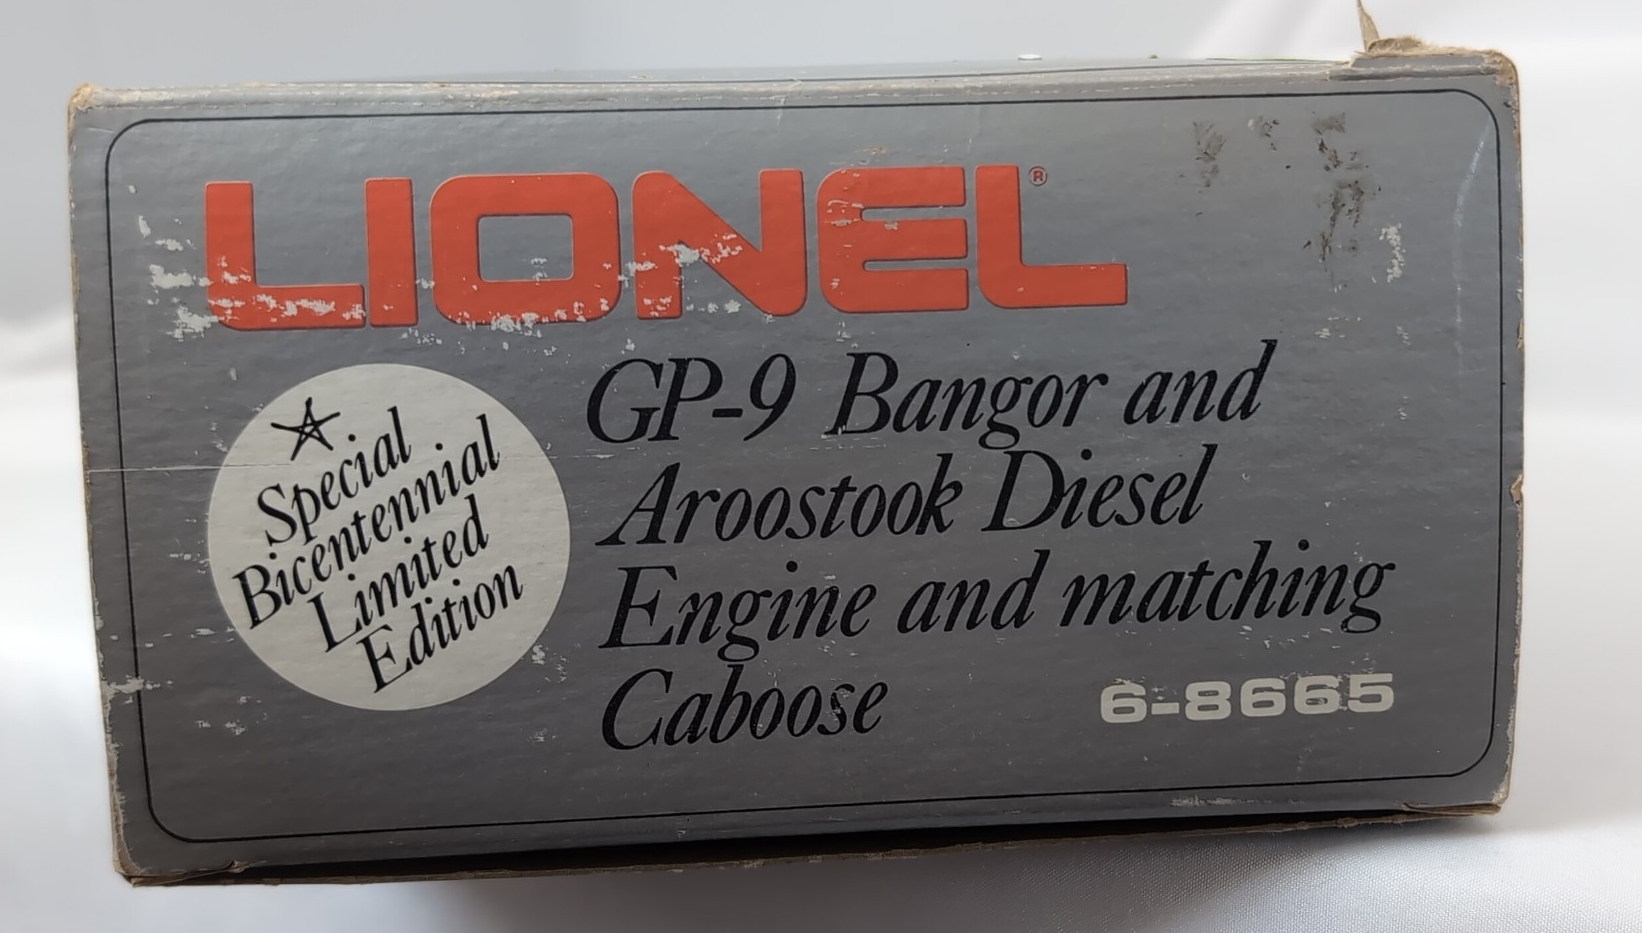 LIONEL®
Special
Bicentennial
Limited
Edition
GP-9 Bangor and
Aroostook Diesel
Engine and matching
Caboose
6-8665